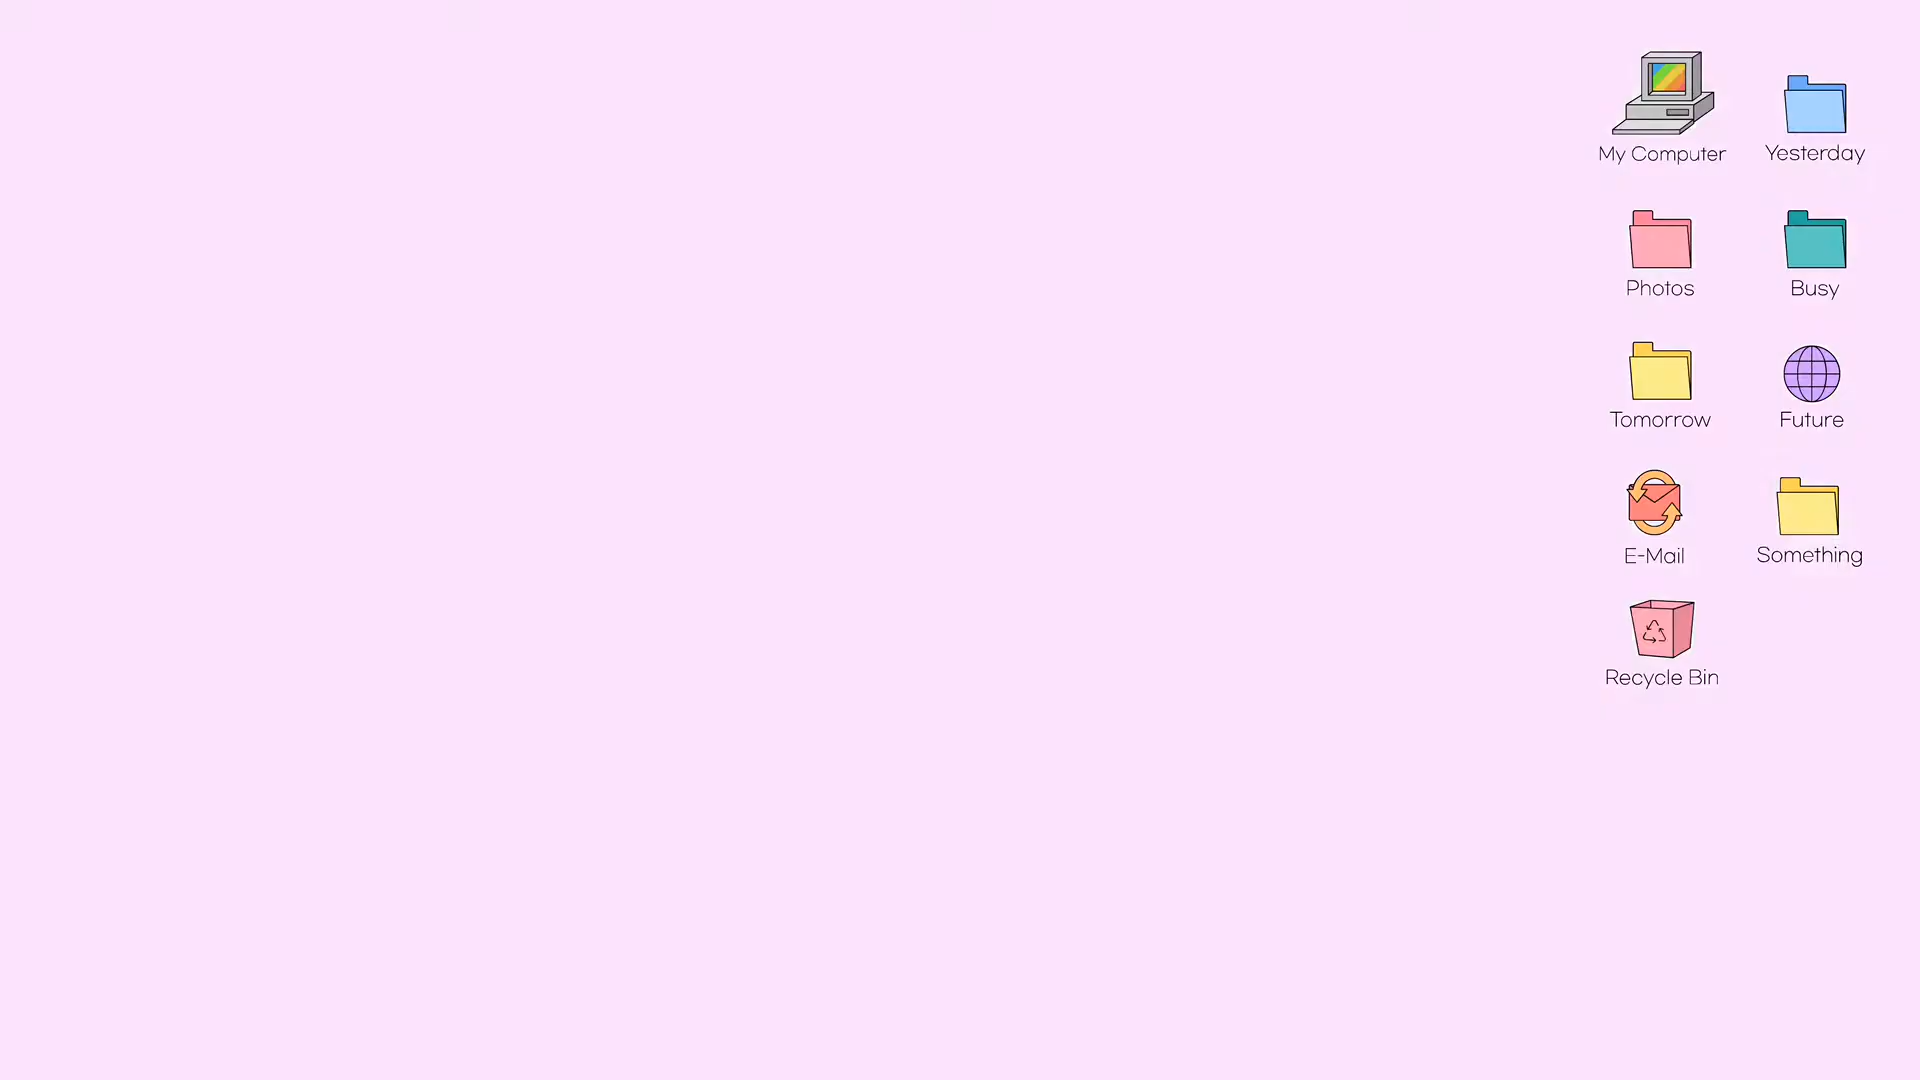 My Computer
Yesterday
Photos
Busy
Tomorrow
Future
E-Mail
Something
Recycle Bin